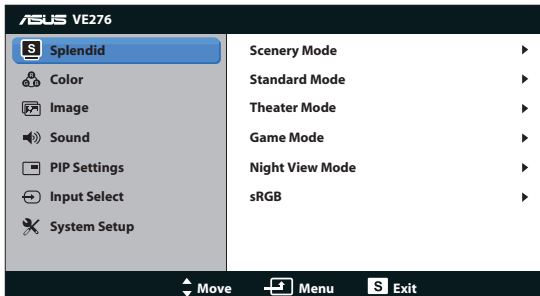 ASUS VE276
S Splendid
Color
Image
Sound
PIP Settings
Input Select
System Setup
Scenery Mode
Standard Mode
Theater Mode
Game Mode
Night View Mode
sRGB
Move Menu S Exit